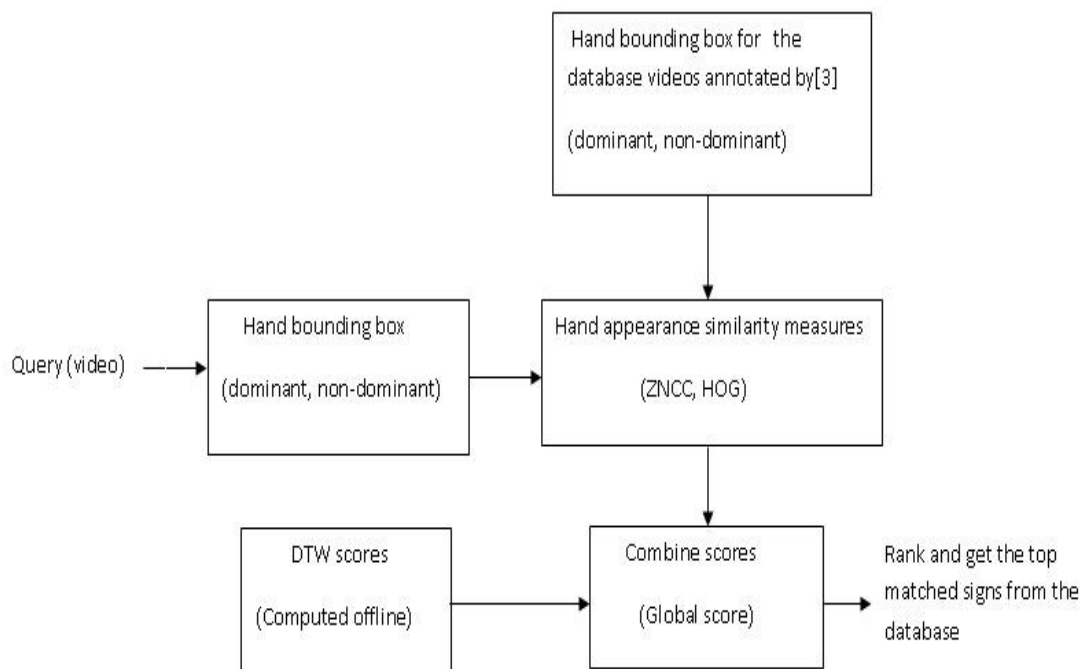 Hand bounding box for the
database videos annotated by[3]
(dominant, non-dominant)
Query (video)
Hand bounding box
(dominant, non-dominant)
Hand appearance similarity measures
(ZNCC, HOG)
DTW scores
(Computed offline)
Combine scores
(Global score)
Rank and get the top
matched signs from the
database